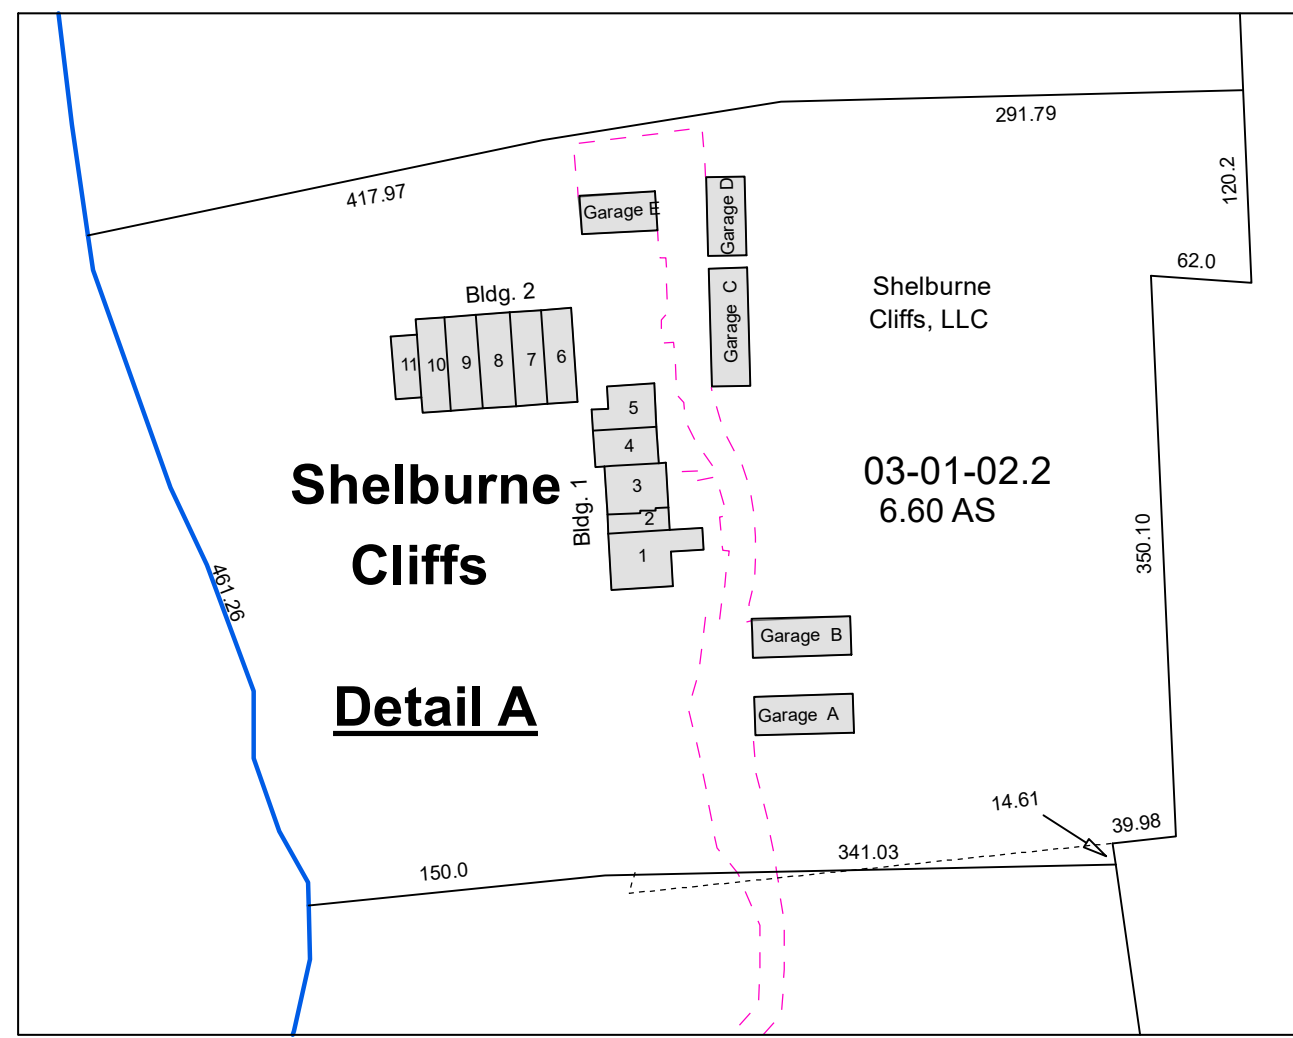 291.79
417.97
120.2
62.0
Garage E
Garage D
Garage C
Shelburne
Cliffs, LLC
Bldg. 2
11
10
9
8
7
6
5
4
3
2
1
Bldg. 1
Shelburne
Cliffs
03-01-02.2
6.60 AS
350.10
461.26
Garage B
Detail A
Garage A
14.61
39.98
341.03
150.0